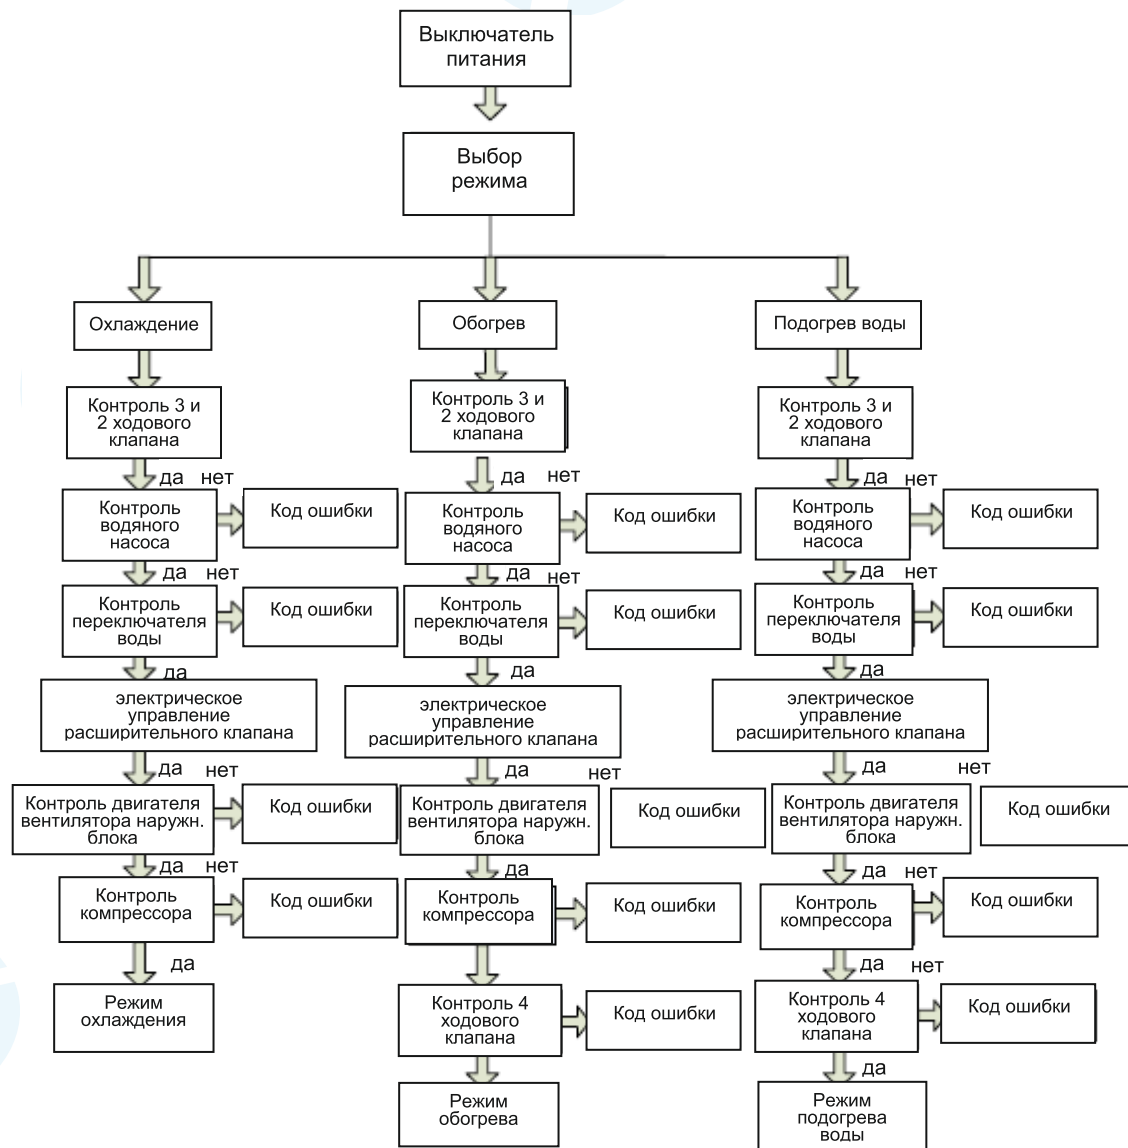 Выключатель
питания
Выбор
режима
Охлаждение
Обогрев
Подогрев воды
Контроль 3 и
2 ходового
клапана
Контроль 3 и
2 ходового
клапана
Контроль 3 и
2 ходового
клапана
да нет
да нет
да нет
Контроль
водяного
насоса
Код ошибки
Контроль
водяного
насоса
Код ошибки
Контроль
водяного
насоса
Код ошибки
да нет
да нет
да нет
Контроль
переключателя
воды
Код ошибки
Контроль
переключателя
воды
Код ошибки
Контроль
переключателя
воды
Код ошибки
да
да
да
электрическое
управление
расширительного клапана
электрическое
управление
расширительного клапана
электрическое
управление
расширительного клапана
да нет
да нет
да нет
Контроль двигателя
вентилятора наружн.
блока
Код ошибки
Контроль двигателя
вентилятора наружн.
блока
Код ошибки
Контроль двигателя
вентилятора наружн.
блока
Код ошибки
да нет
да
да нет
Контроль
компрессора
Код ошибки
Контроль
компрессора
Код ошибки
Контроль
компрессора
Код ошибки
да
да нет
Режим
охлаждения
Контроль 4
ходового
клапана
Код ошибки
Контроль 4
ходового
клапана
Код ошибки
да
Режим
обогрева
Режим
подогрева
воды